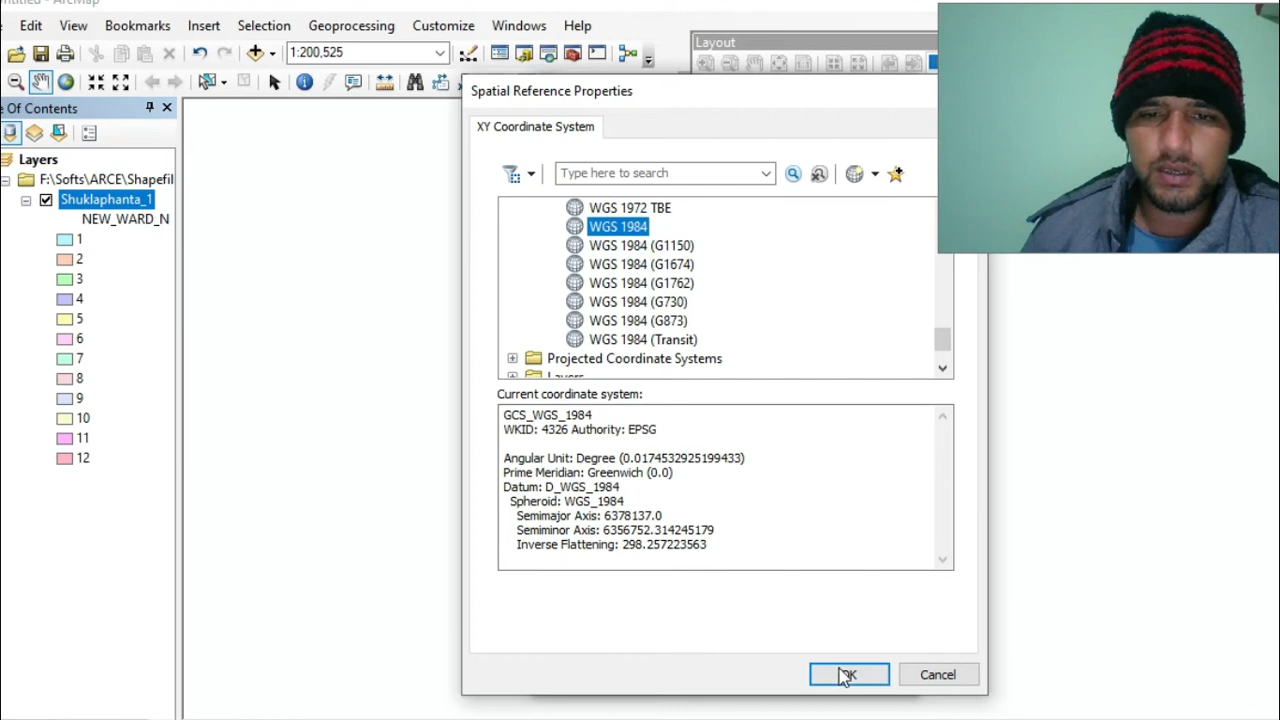 ntitled - ArcMap
Edit View Bookmarks Insert Selection Geoprocessing Customize Windows Help
1:200,525
Layout
Of Contents
Layers
F:\Softs\ARCE\Shapefil
Shuklaphanta_1
NEW_WARD_N
1
2
3
4
5
6
7
8
9
10
11
12
Spatial Reference Properties
XY Coordinate System
Type here to search
WGS 1972 TBE
WGS 1984
WGS 1984 (G1150)
WGS 1984 (G1674)
WGS 1984 (G1762)
WGS 1984 (G730)
WGS 1984 (G873)
WGS 1984 (Transit)
Projected Coordinate Systems
Layers
Current coordinate system:
GCS_WGS_1984
WKID: 4326 Authority: EPSG
Angular Unit: Degree (0.0174532925199433)
Prime Meridian: Greenwich (0.0)
Datum: D_WGS_1984
Spheroid: WGS_1984
Semimajor Axis: 6378137.0
Semiminor Axis: 6356752.314245179
Inverse Flattening: 298.257223563
OK Cancel